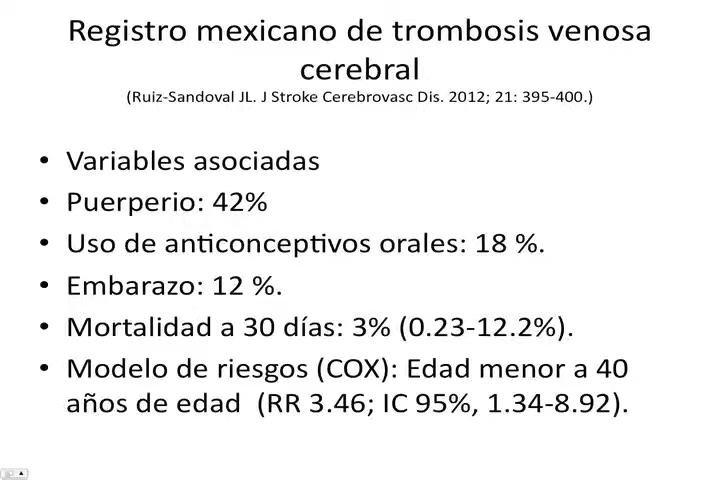 Registro mexicano de trombosis venosa
cerebral
(Ruiz-Sandoval JL. J Stroke Cerebrovasc Dis. 2012; 21: 395-400.)
• Variables asociadas
• Puerperio: 42%
• Uso de anticonceptivos orales: 18 %.
• Embarazo: 12 %.
• Mortalidad a 30 días: 3% (0.23-12.2%).
• Modelo de riesgos (COX): Edad menor a 40
años de edad (RR 3.46; IC 95%, 1.34-8.92).